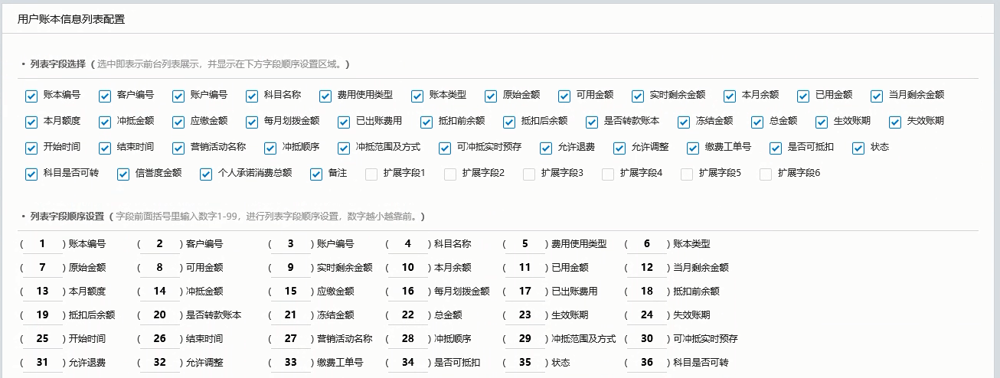 用户账本信息列表配置
• 列表字段选择（选中即表示前台列表展示，并显示在下方字段顺序设置区域。）
账本编号 客户编号 账户编号 科目名称 费用使用类型 账本类型 原始金额 可用金额 实时剩余金额 本月余额 已用金额 当月剩余金额
本月额度 冲抵金额 应缴金额 每月划拨金额 已出账费用 抵扣前余额 抵扣后余额 是否转款账本 冻结金额 总金额 生效账期 失效账期
开始时间 结束时间 营销活动名称 冲抵顺序 冲抵范围及方式 可冲抵实时预存 允许退费 允许调整 缴费工单号 是否可抵扣 状态
科目是否可转 信誉度金额 个人承诺消费总额 备注 扩展字段1 扩展字段2 扩展字段3 扩展字段4 扩展字段5 扩展字段6
• 列表字段顺序设置（字段前面括号里输入数字1-99，进行列表字段顺序设置，数字越小越靠前。）
( 1 ) 账本编号 ( 2 ) 客户编号 ( 3 ) 账户编号 ( 4 ) 科目名称 ( 5 ) 费用使用类型 ( 6 ) 账本类型
( 7 ) 原始金额 ( 8 ) 可用金额 ( 9 ) 实时剩余金额 ( 10 ) 本月余额 ( 11 ) 已用金额 ( 12 ) 当月剩余金额
( 13 ) 本月额度 ( 14 ) 冲抵金额 ( 15 ) 应缴金额 ( 16 ) 每月划拨金额 ( 17 ) 已出账费用 ( 18 ) 抵扣前余额
( 19 ) 抵扣后余额 ( 20 ) 是否转款账本 ( 21 ) 冻结金额 ( 22 ) 总金额 ( 23 ) 生效账期 ( 24 ) 失效账期
( 25 ) 开始时间 ( 26 ) 结束时间 ( 27 ) 营销活动名称 ( 28 ) 冲抵顺序 ( 29 ) 冲抵范围及方式 ( 30 ) 可冲抵实时预存
( 31 ) 允许退费 ( 32 ) 允许调整 ( 33 ) 缴费工单号 ( 34 ) 是否可抵扣 ( 35 ) 状态 ( 36 ) 科目是否可转